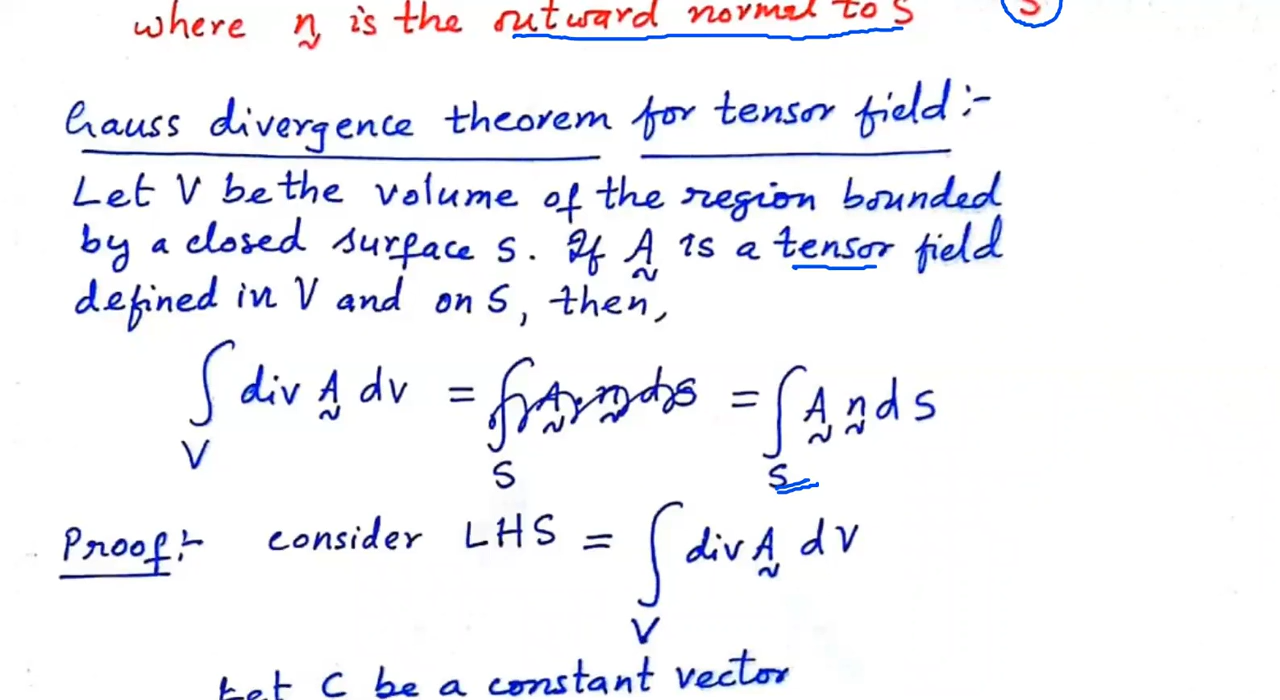 where n is the outward normal to S S
Gauss divergence theorem for tensor field:-
Let V be the volume of the region bounded
by a closed surface S. If A is a tensor field
defined in V and on S, then,
∫ div A dv = ∫ A n ds = ∫ A n d s
V S S
Proof:- consider LHS = ∫ div A dV
V
Let C be a constant vector